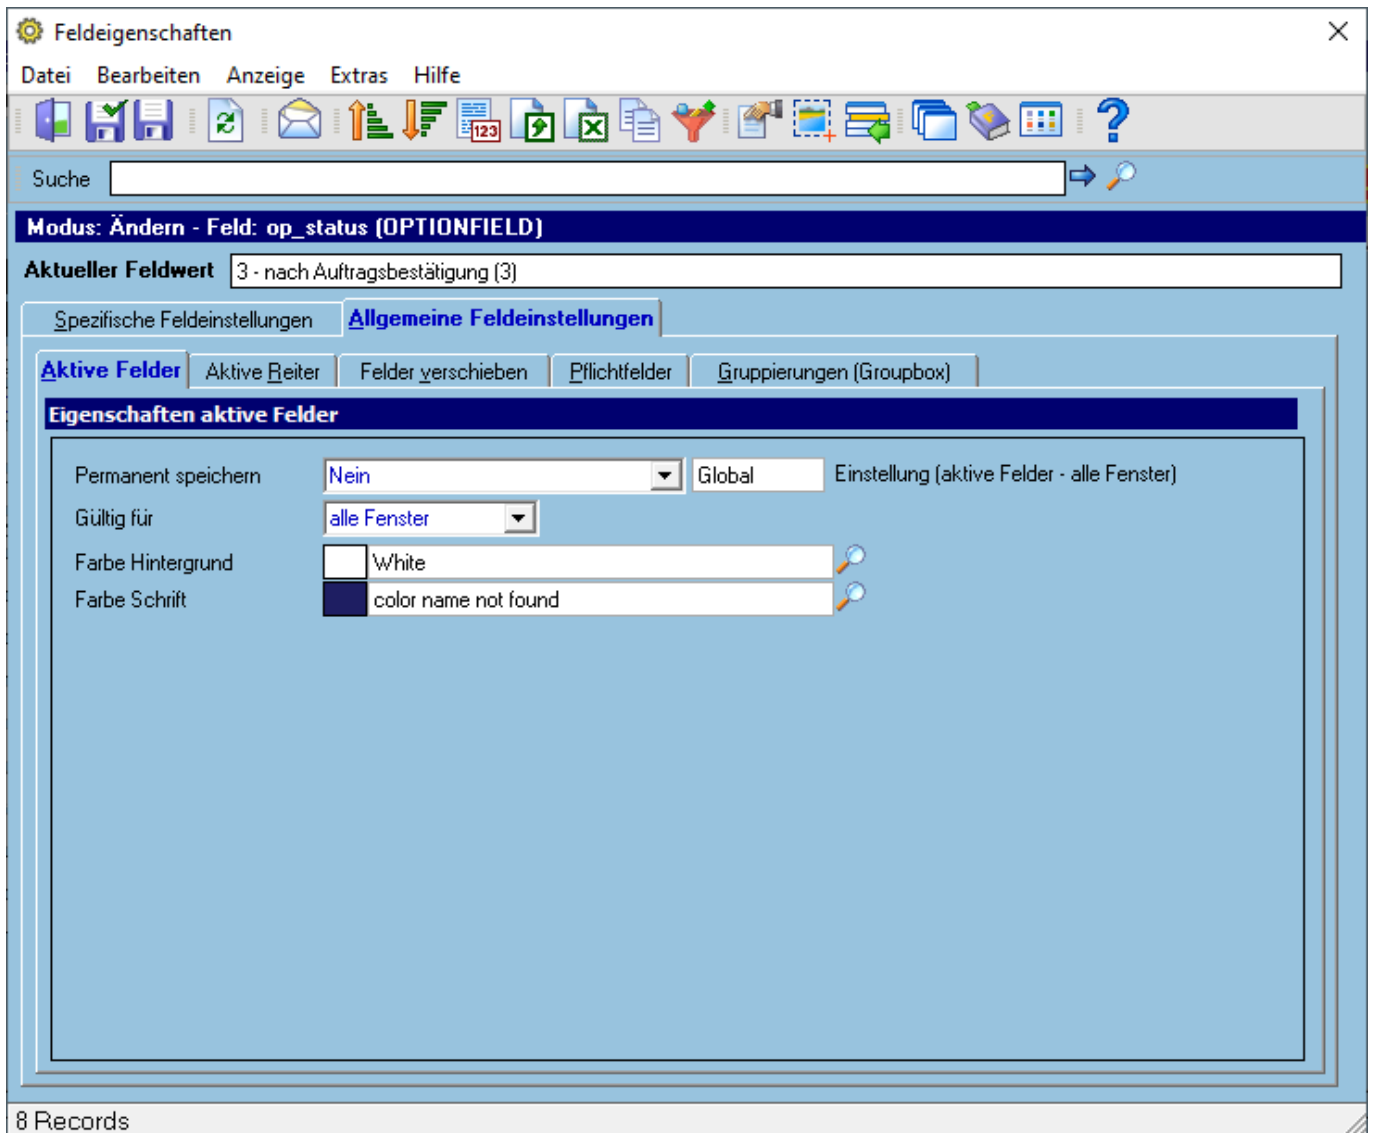 Feldeigenschaften
Datei Bearbeiten Anzeige Extras Hilfe
123
Suche
Modus: Ändern - Feld: op_status (OPTIONFIELD)
Aktueller Feldwert 3 - nach Auftragsbestätigung (3)
Spezifische Feldeinstellungen Allgemeine Feldeinstellungen
Aktive Felder Aktive Reiter Felder verschieben Pflichtfelder Gruppierungen (Groupbox)
Eigenschaften aktive Felder
Permanent speichern Nein Global Einstellung (aktive Felder - alle Fenster)
Gültig für alle Fenster
Farbe Hintergrund White
Farbe Schrift color name not found
8 Records